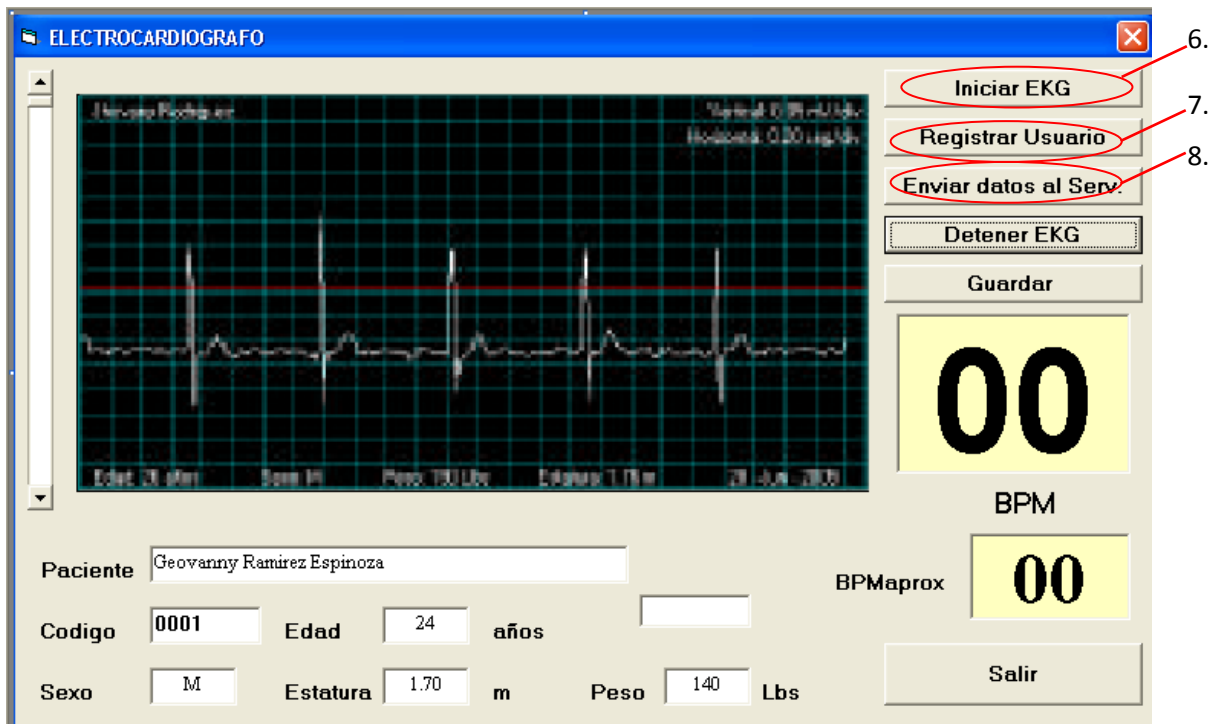 ELECTROCARDIOGRAFO
6.
Iniciar EKG
7.
Registrar Usuario
8.
Enviar datos al Serv.
Detener EKG
Guardar
00
BPM
BPMaprox 00
Paciente Geovanny Ramirez Espinoza
Codigo 0001 Edad 24 años
Sexo M Estatura 1.70 m Peso 140 Lbs
Salir